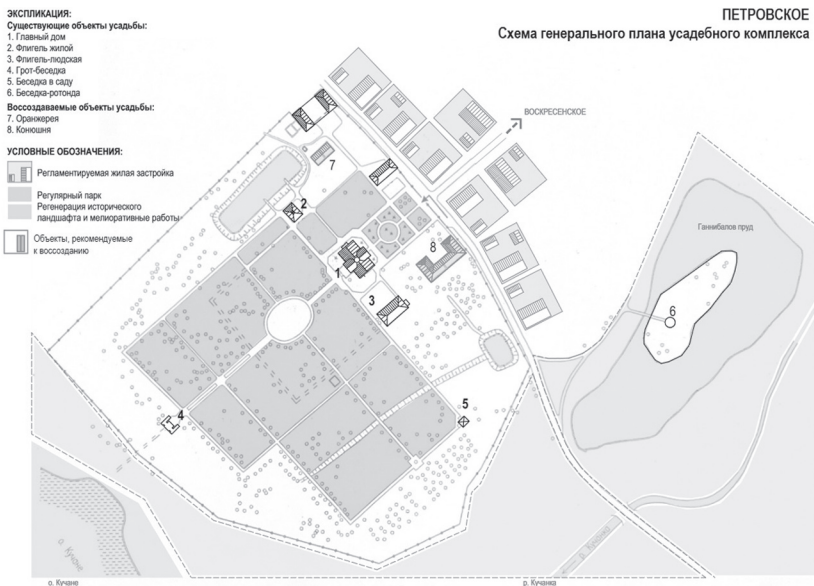 ПЕТРОВСКОЕ
Схема генерального плана усадебного комплекса
ЭКСПЛИКАЦИЯ:
Существующие объекты усадьбы:
1. Главный дом
2. Флигель жилой
3. Флигель-людская
4. Грот-беседка
5. Беседка в саду
6. Беседка-ротонда
Воссоздаваемые объекты усадьбы:
7. Оранжерея
8. Конюшня
УСЛОВНЫЕ ОБОЗНАЧЕНИЯ:
Регламентируемая жилая застройка
Регулярный парк
Регенерация исторического
ландшафта и мелиоративные работы
Объекты, рекомендуемые
к воссозданию
ВОСКРЕСЕНСКОЕ
7
2
Ганнибалов пруд
8
1
3
6
5
4
о. Кучане
р. Кучанка
о. Кучане
р. Кучанка